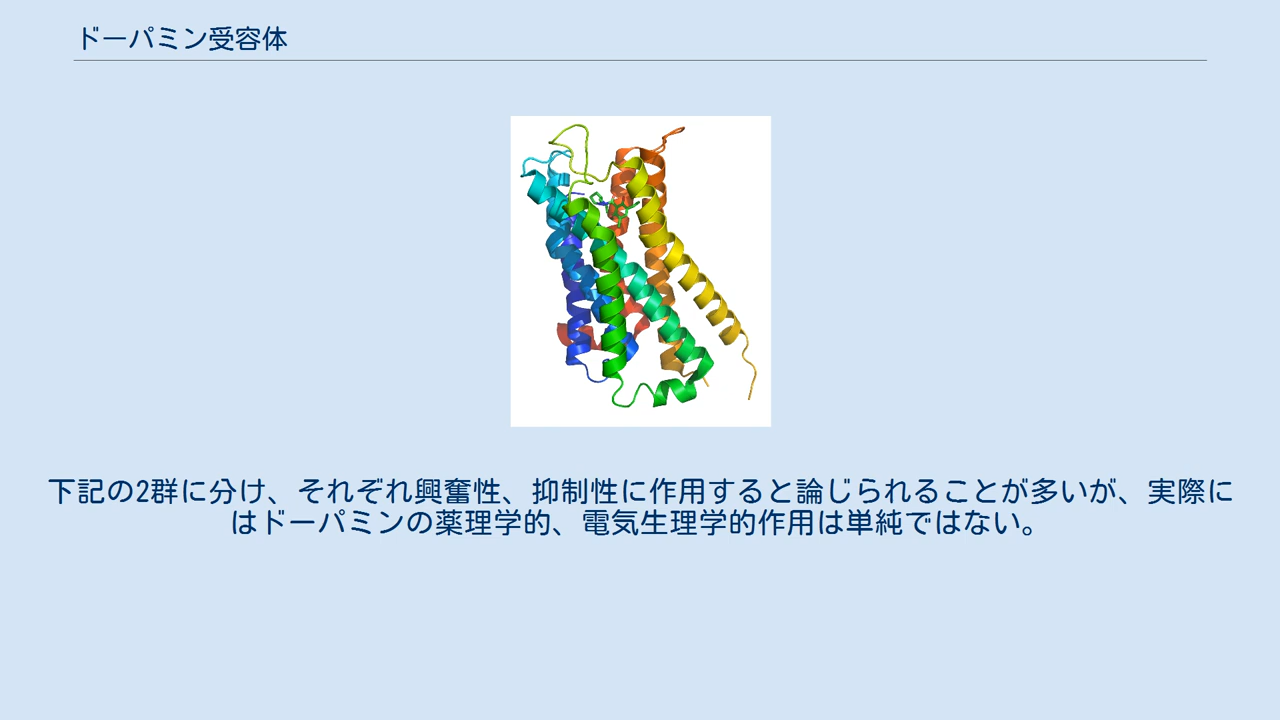 ドーパミン受容体
下記の2群に分け、それぞれ興奮性、抑制性に作用すると論じられることが多いが、実際に
はドーパミンの薬理学的、電気生理学的作用は単純ではない。